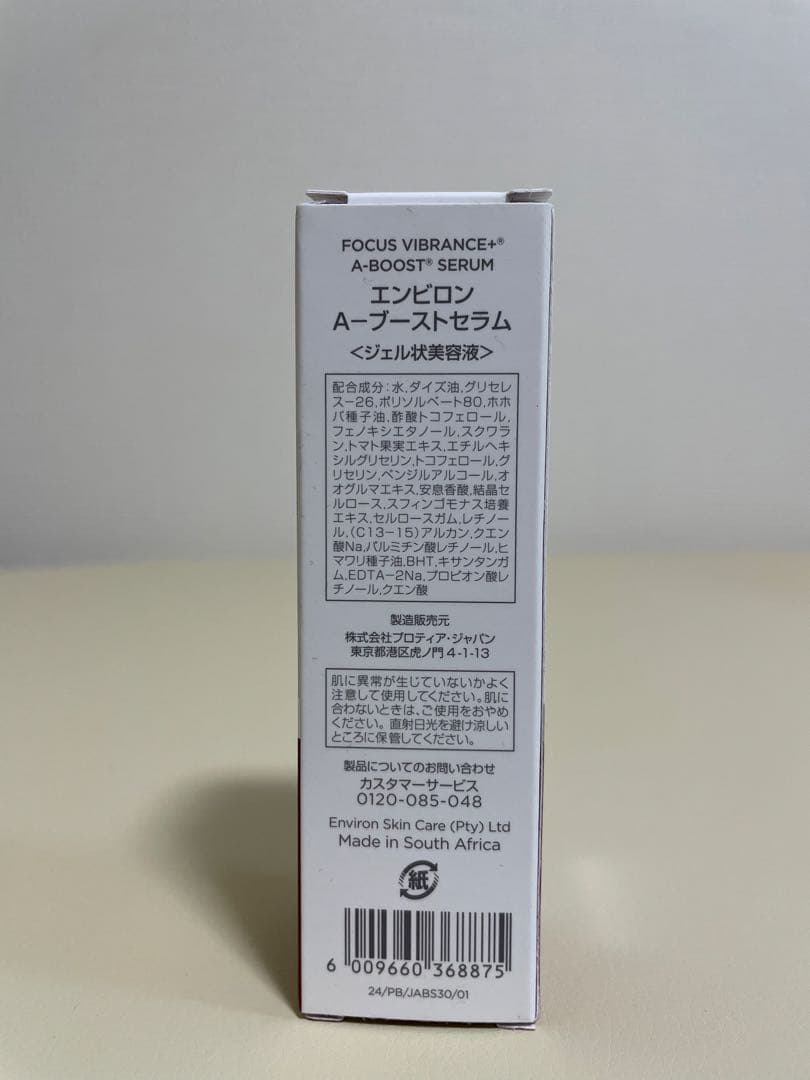 FOCUS VIBRANCE+®
A-BOOST® SERUM
エンビロン
A−ブーストセラム
<ジェル状美容液>
配合成分：水,ダイズ油,グリセレ
ス−26,ポリソルベート80,ホホ
バ種子油,酢酸トコフェロール,
フェノキシエタノール,スクワラ
ン,トマト果実エキス,エチルヘキ
シルグリセリン,トコフェロール,グ
リセリン,ベンジルアルコール,オ
オグルマエキス,安息香酸,結晶セ
ルロース,スフィンゴモナス培養
エキス,セルロースガム,レチノー
ル,（C13−15）アルカン,クエン
酸Na,パルミチン酸レチノール,ヒ
マワリ種子油,BHT,キサンタンガ
ム,EDTA−2Na,プロピオン酸レ
チノール,クエン酸
製造販売元
株式会社プロティア・ジャパン
東京都港区虎ノ門4-1-13
肌に異常が生じていないかよく
注意して使用してください。肌に
合わないときは、ご使用をおやめ
ください。直射日光を避け涼しい
ところに保管してください。
製品についてのお問い合わせ
カスタマーサービス
0120-085-048
Environ Skin Care (Pty) Ltd
Made in South Africa
紙
6 009660 368875
24/PB/JABS30/01